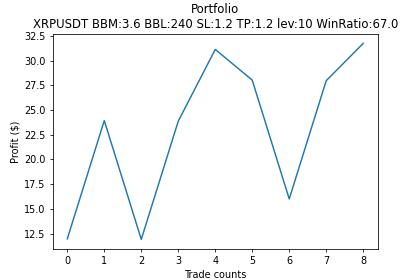 Portfolio
XRPUSDT BBM:3.6 BBL:240 SL:1.2 TP:1.2 lev:10 WinRatio:67.0
32.5
30.0
27.5
25.0
22.5
20.0
17.5
15.0
12.5
Profit ($)
0 1 2 3 4 5 6 7 8
Trade counts